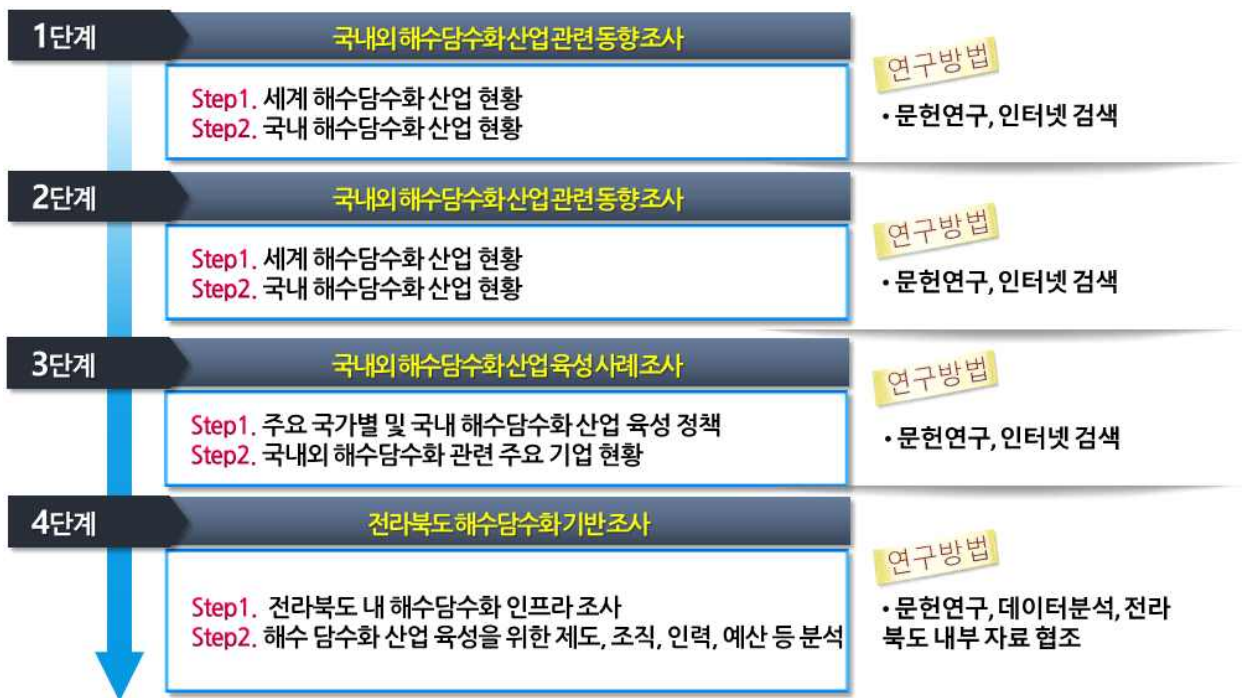 1단계
국내외 해수담수화 산업 관련 동향 조사
Step1. 세계 해수담수화 산업 현황
Step2. 국내 해수담수화 산업 현황
연구방법
• 문헌연구, 인터넷 검색
2단계
국내외 해수담수화 산업 관련 동향 조사
Step1. 세계 해수담수화 산업 현황
Step2. 국내 해수담수화 산업 현황
연구방법
• 문헌연구, 인터넷 검색
3단계
국내외 해수담수화 산업 육성 사례 조사
Step1. 주요 국가별 및 국내 해수담수화 산업 육성 정책
Step2. 국내외 해수담수화 관련 주요 기업 현황
연구방법
• 문헌연구, 인터넷 검색
4단계
전라북도 해수담수화 기반 조사
Step1. 전라북도 내 해수담수화 인프라 조사
Step2. 해수 담수화 산업 육성을 위한 제도, 조직, 인력, 예산 등 분석
연구방법
• 문헌연구, 데이터분석, 전라
북도 내부 자료 협조